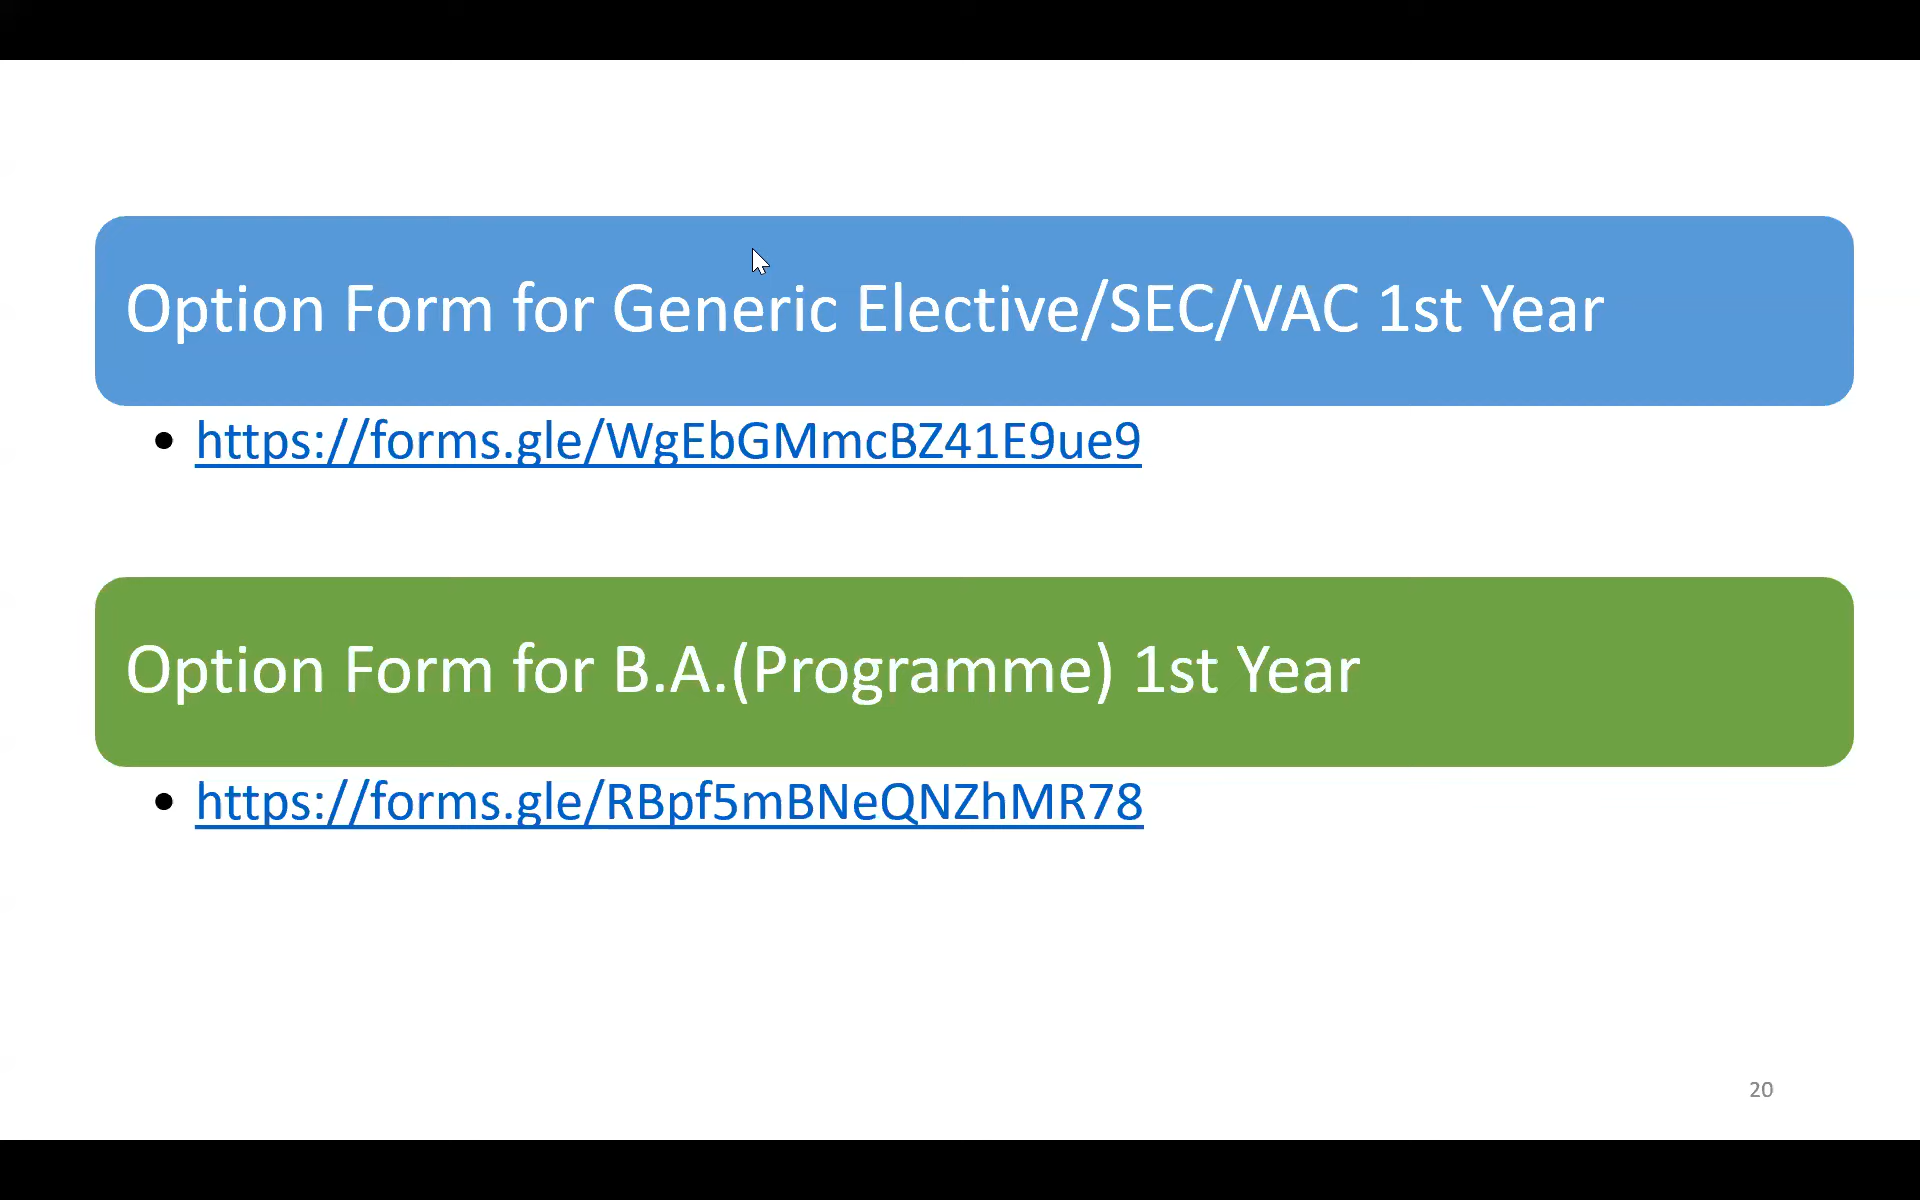 Option Form for Generic Elective/SEC/VAC 1st Year
• https://forms.gle/WgEbGMmcBZ41E9ue9
Option Form for B.A.(Programme) 1st Year
• https://forms.gle/RBpf5mBNeQNZhMR78
20